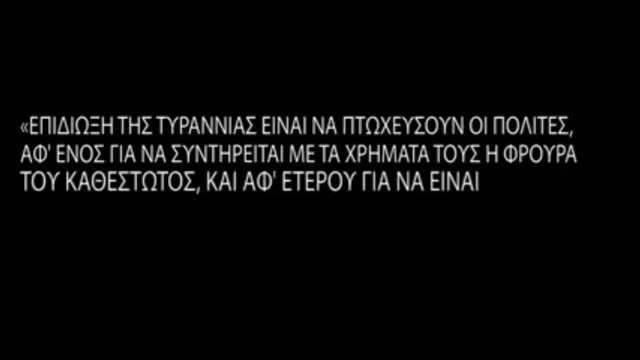 «ΕΠΙΔΙΩΞΗ ΤΗΣ ΤΥΡΑΝΝΙΑΣ ΕΙΝΑΙ ΝΑ ΠΤΩΧΕΥΣΟΥΝ ΟΙ ΠΟΛΙΤΕΣ,
ΑΦ' ΕΝΟΣ ΓΙΑ ΝΑ ΣΥΝΤΗΡΕΙΤΑΙ ΜΕ ΤΑ ΧΡΗΜΑΤΑ ΤΟΥΣ Η ΦΡΟΥΡΑ
ΤΟΥ ΚΑΘΕΣΤΩΤΟΣ, ΚΑΙ ΑΦ' ΕΤΕΡΟΥ ΓΙΑ ΝΑ ΕΙΝΑΙ